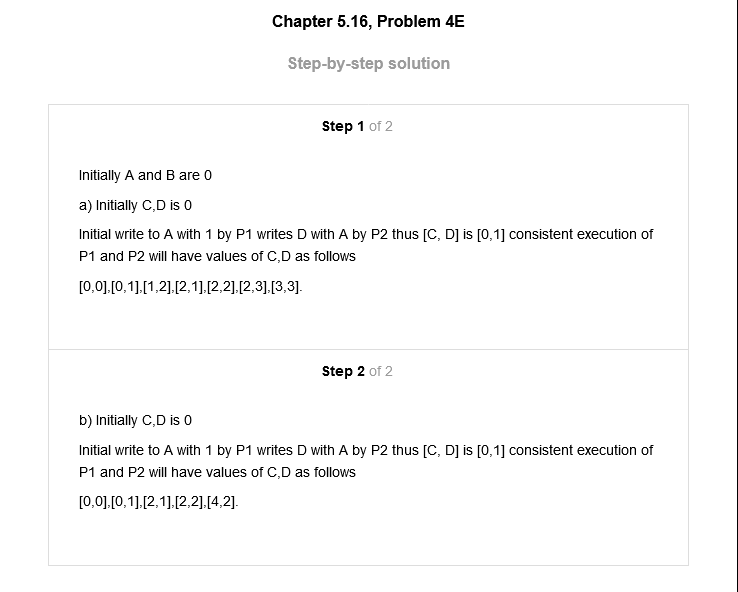 Chapter 5.16, Problem 4E
Step-by-step solution
Step 1 of 2
Initially A and B are 0
a) Initially C,D is 0
Initial write to A with 1 by P1 writes D with A by P2 thus [C, D] is [0,1] consistent execution of
P1 and P2 will have values of C,D as follows
[0,0],[0,1],[1,2],[2,1],[2,2],[2,3],[3,3].
Step 2 of 2
b) Initially C,D is 0
Initial write to A with 1 by P1 writes D with A by P2 thus [C, D] is [0,1] consistent execution of
P1 and P2 will have values of C,D as follows
[0,0],[0,1],[2,1],[2,2],[4,2].